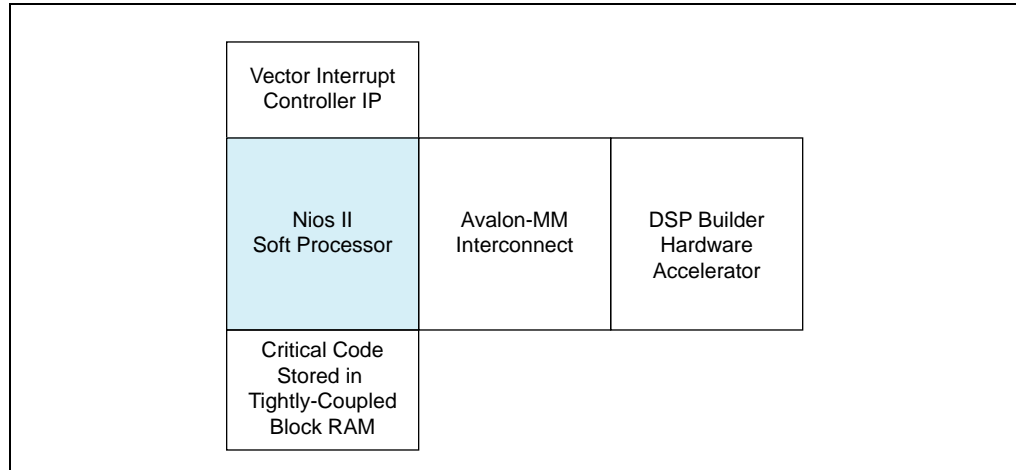 Vector Interrupt
Controller IP
Nios II
Soft Processor
Avalon-MM
Interconnect
DSP Builder
Hardware
Accelerator
Critical Code
Stored in
Tightly-Coupled
Block RAM